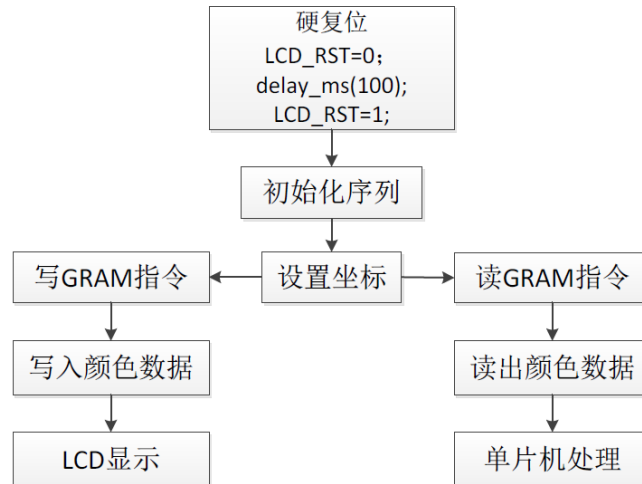 硬复位
LCD_RST=0；
delay_ms(100);
LCD_RST=1;
初始化序列
写GRAM指令
设置坐标
读GRAM指令
写入颜色数据
读出颜色数据
LCD显示
单片机处理